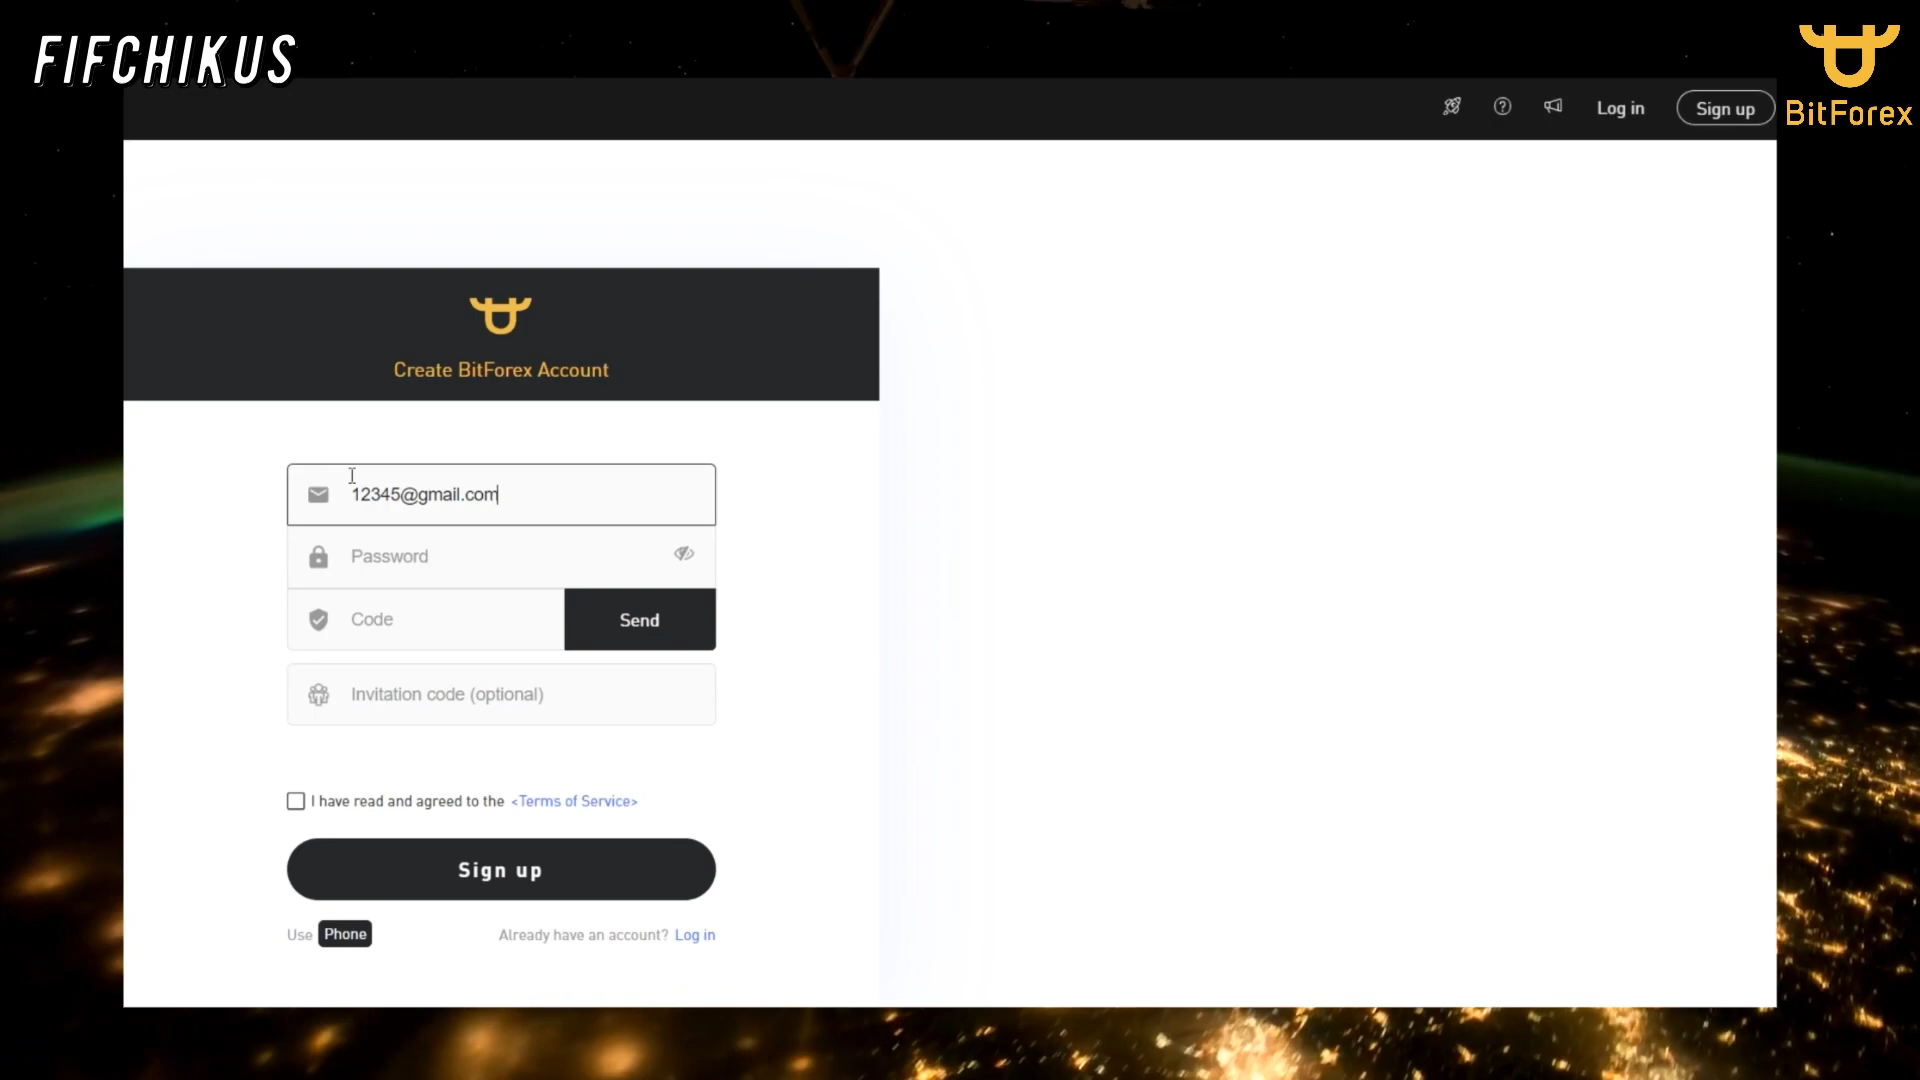 FIFCHIKUS
Log in
Sign up
BitForex
Create BitForex Account
12345@gmail.com
Password
Code
Send
Invitation code (optional)
I have read and agreed to the <Terms of Service>
Sign up
Use Phone
Already have an account? Log in